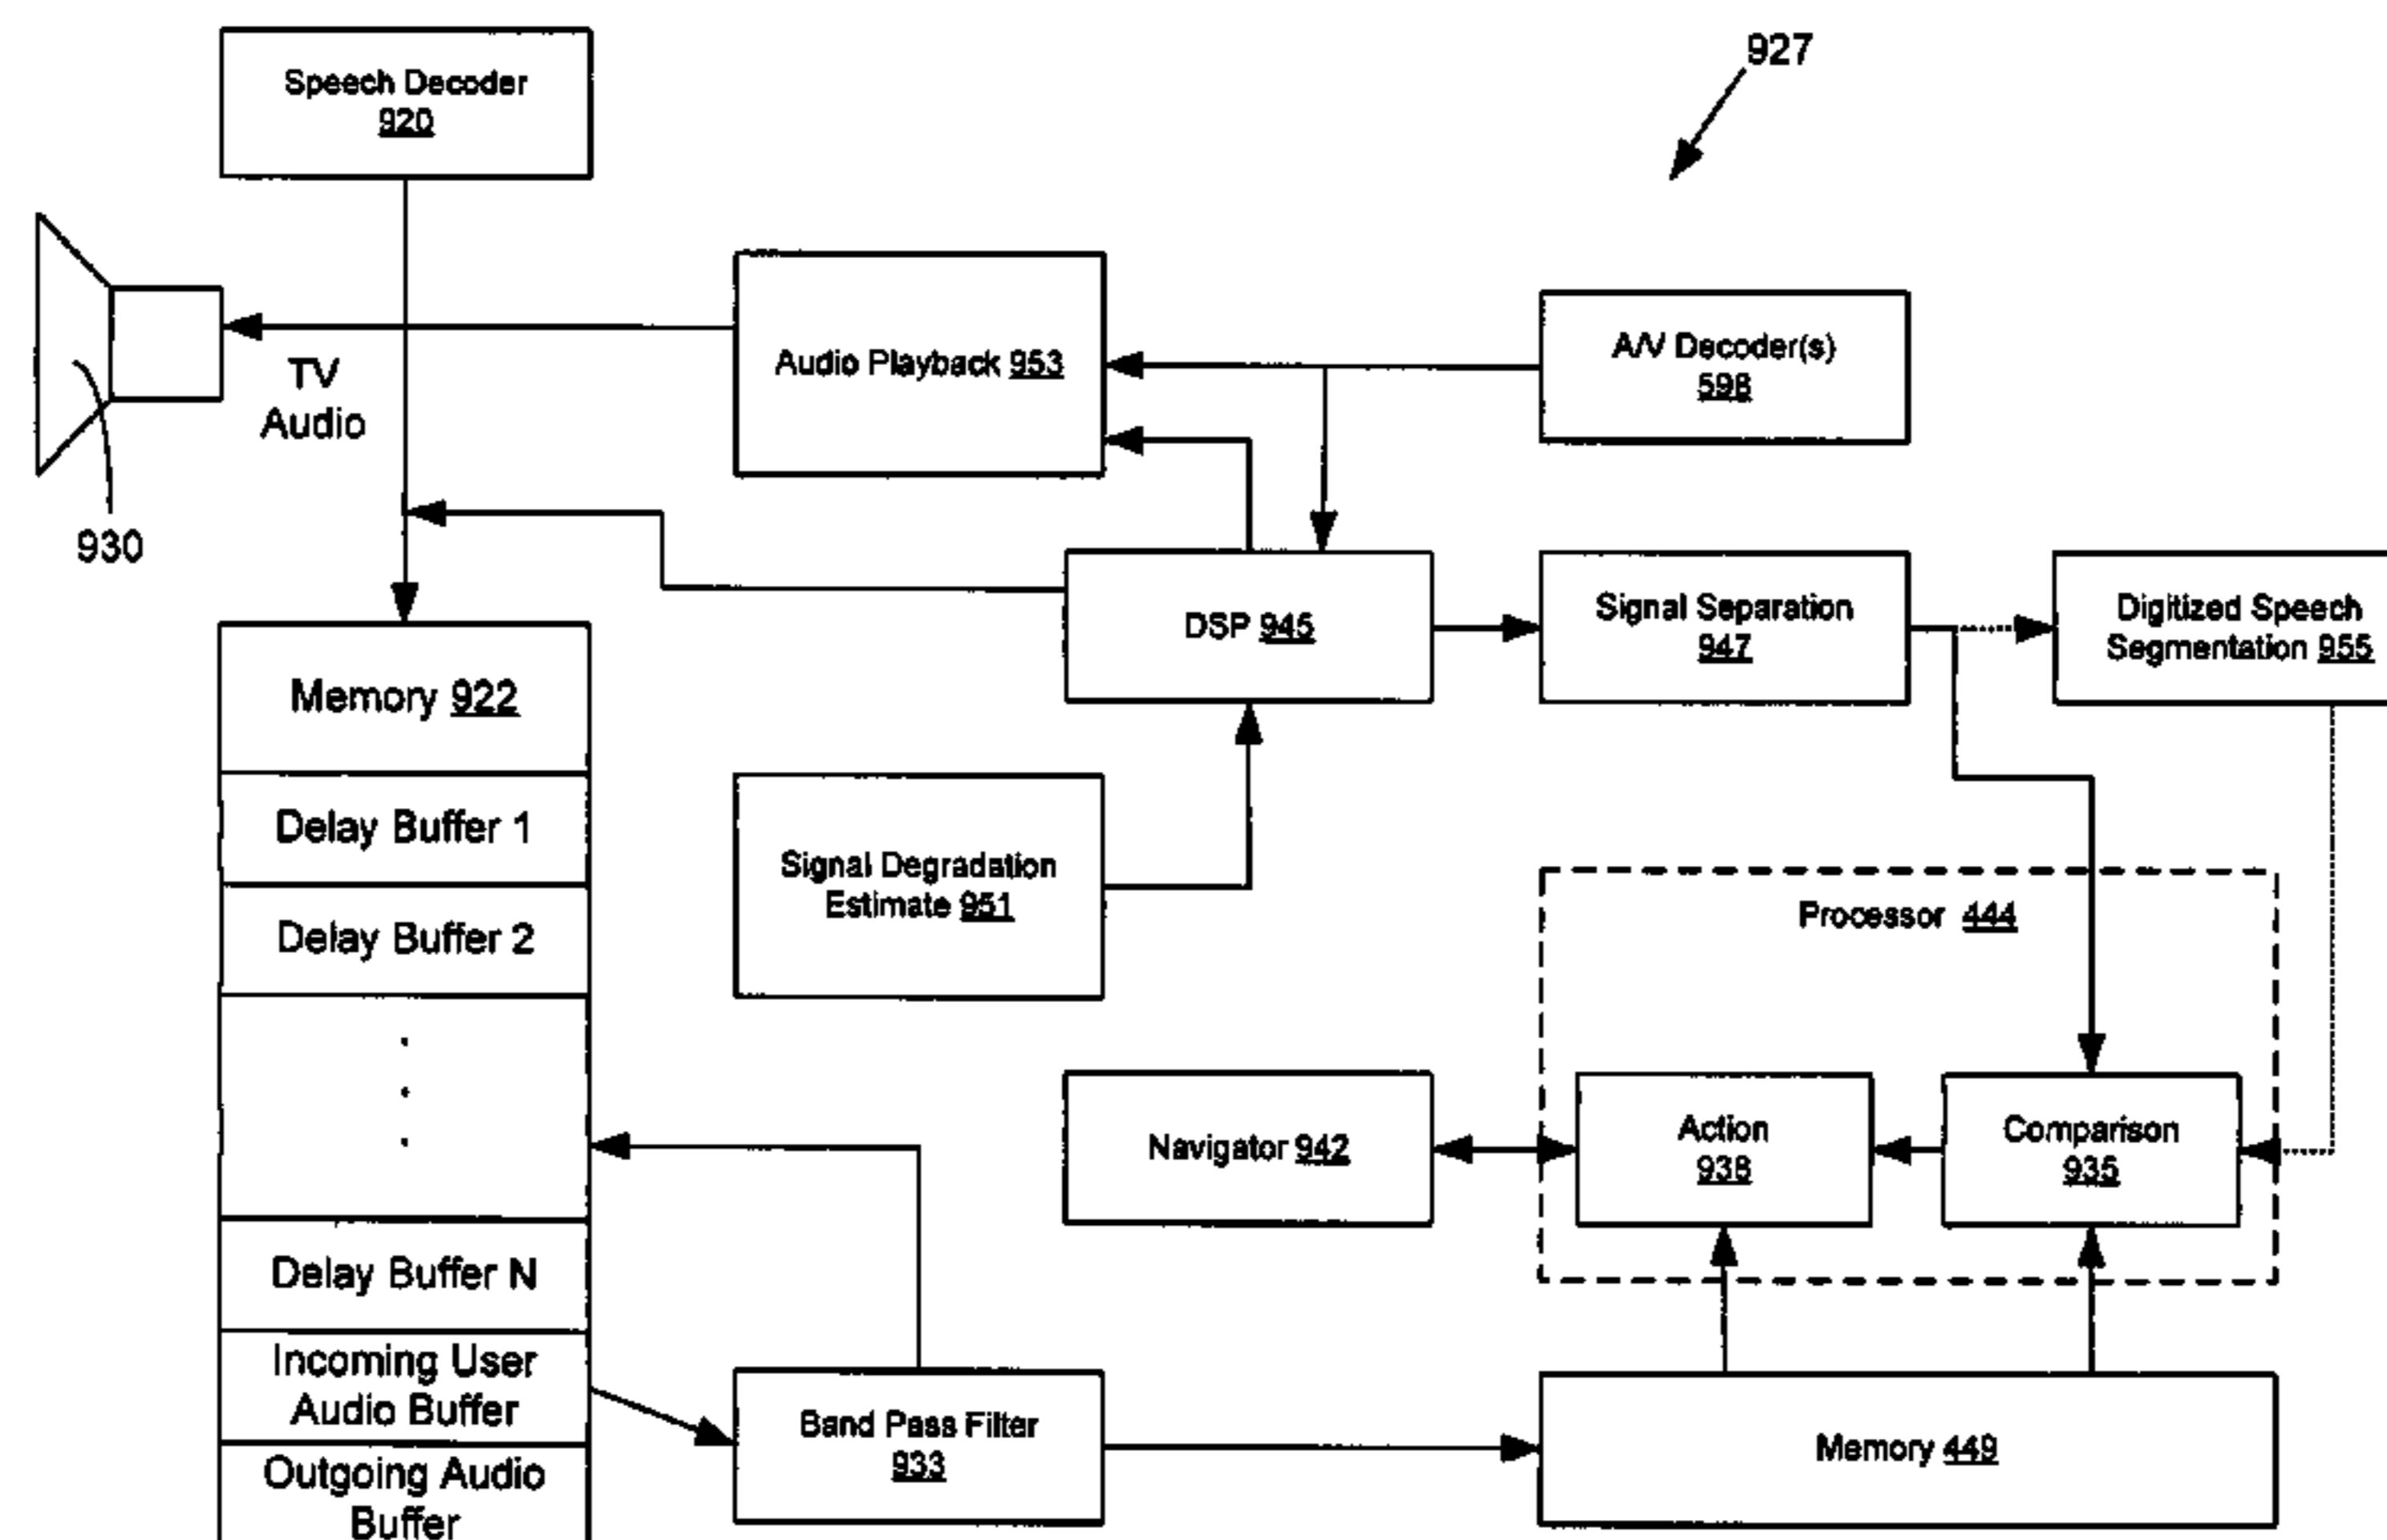 927
Speech Decoder
920
A/V Decoder(s)
598
Audio Playback 953
TV
Audio
930
DSP 945
Signal Separation
947
Digitized Speech
Segmentation 955
Memory 922
Delay Buffer 1
Signal Degradation
Estimate 951
Delay Buffer 2
Processor 444
Navigator 942
Action
938
Comparison
935
Delay Buffer N
Incoming User
Audio Buffer
Band Pass Filter
933
Memory 449
Outgoing Audio
Buffer